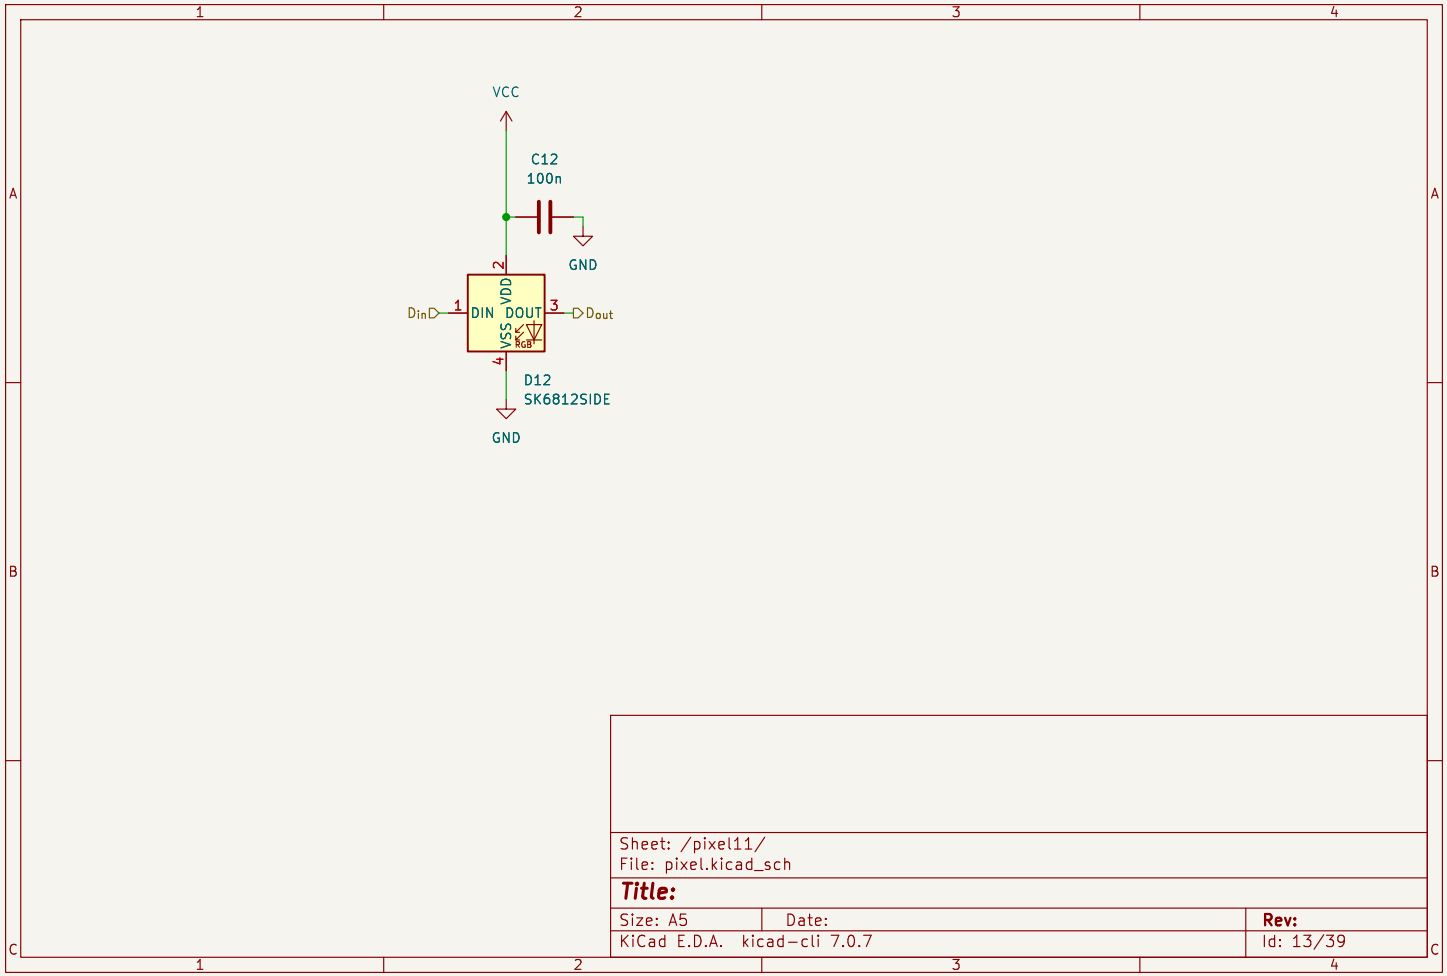 1 2 3 4
VCC
C12
100n
A A
GND
2
VDD
Din 1 DIN DOUT 3 Dout
VSS
RGB
4
D12
SK6812SIDE
GND
B B
Sheet: /pixel11/
File: pixel.kicad_sch
Title:
Size: A5 Date: Rev:
KiCad E.D.A. kicad-cli 7.0.7 Id: 13/39
C C
1 2 3 4